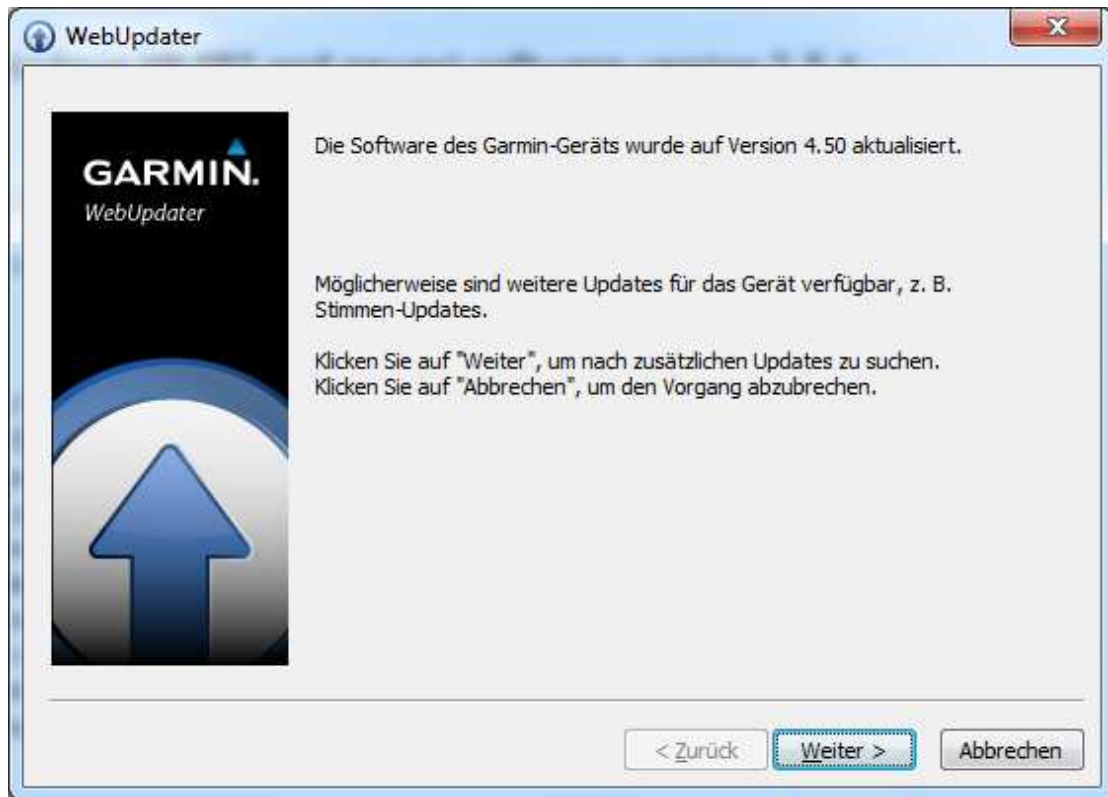 WebUpdater
GARMIN.
WebUpdater
Die Software des Garmin-Geräts wurde auf Version 4.50 aktualisiert.
Möglicherweise sind weitere Updates für das Gerät verfügbar, z. B.
Stimmen-Updates.
Klicken Sie auf "Weiter", um nach zusätzlichen Updates zu suchen.
Klicken Sie auf "Abbrechen", um den Vorgang abzubrechen.
< Zurück
Weiter >
Abbrechen